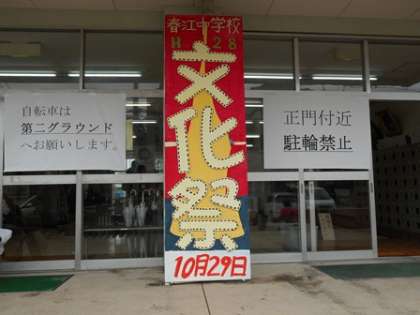 春江中学校
H 28
文化祭
10月29日
自転車は
第二グラウンド
へお願いします。
正門付近
駐輪禁止